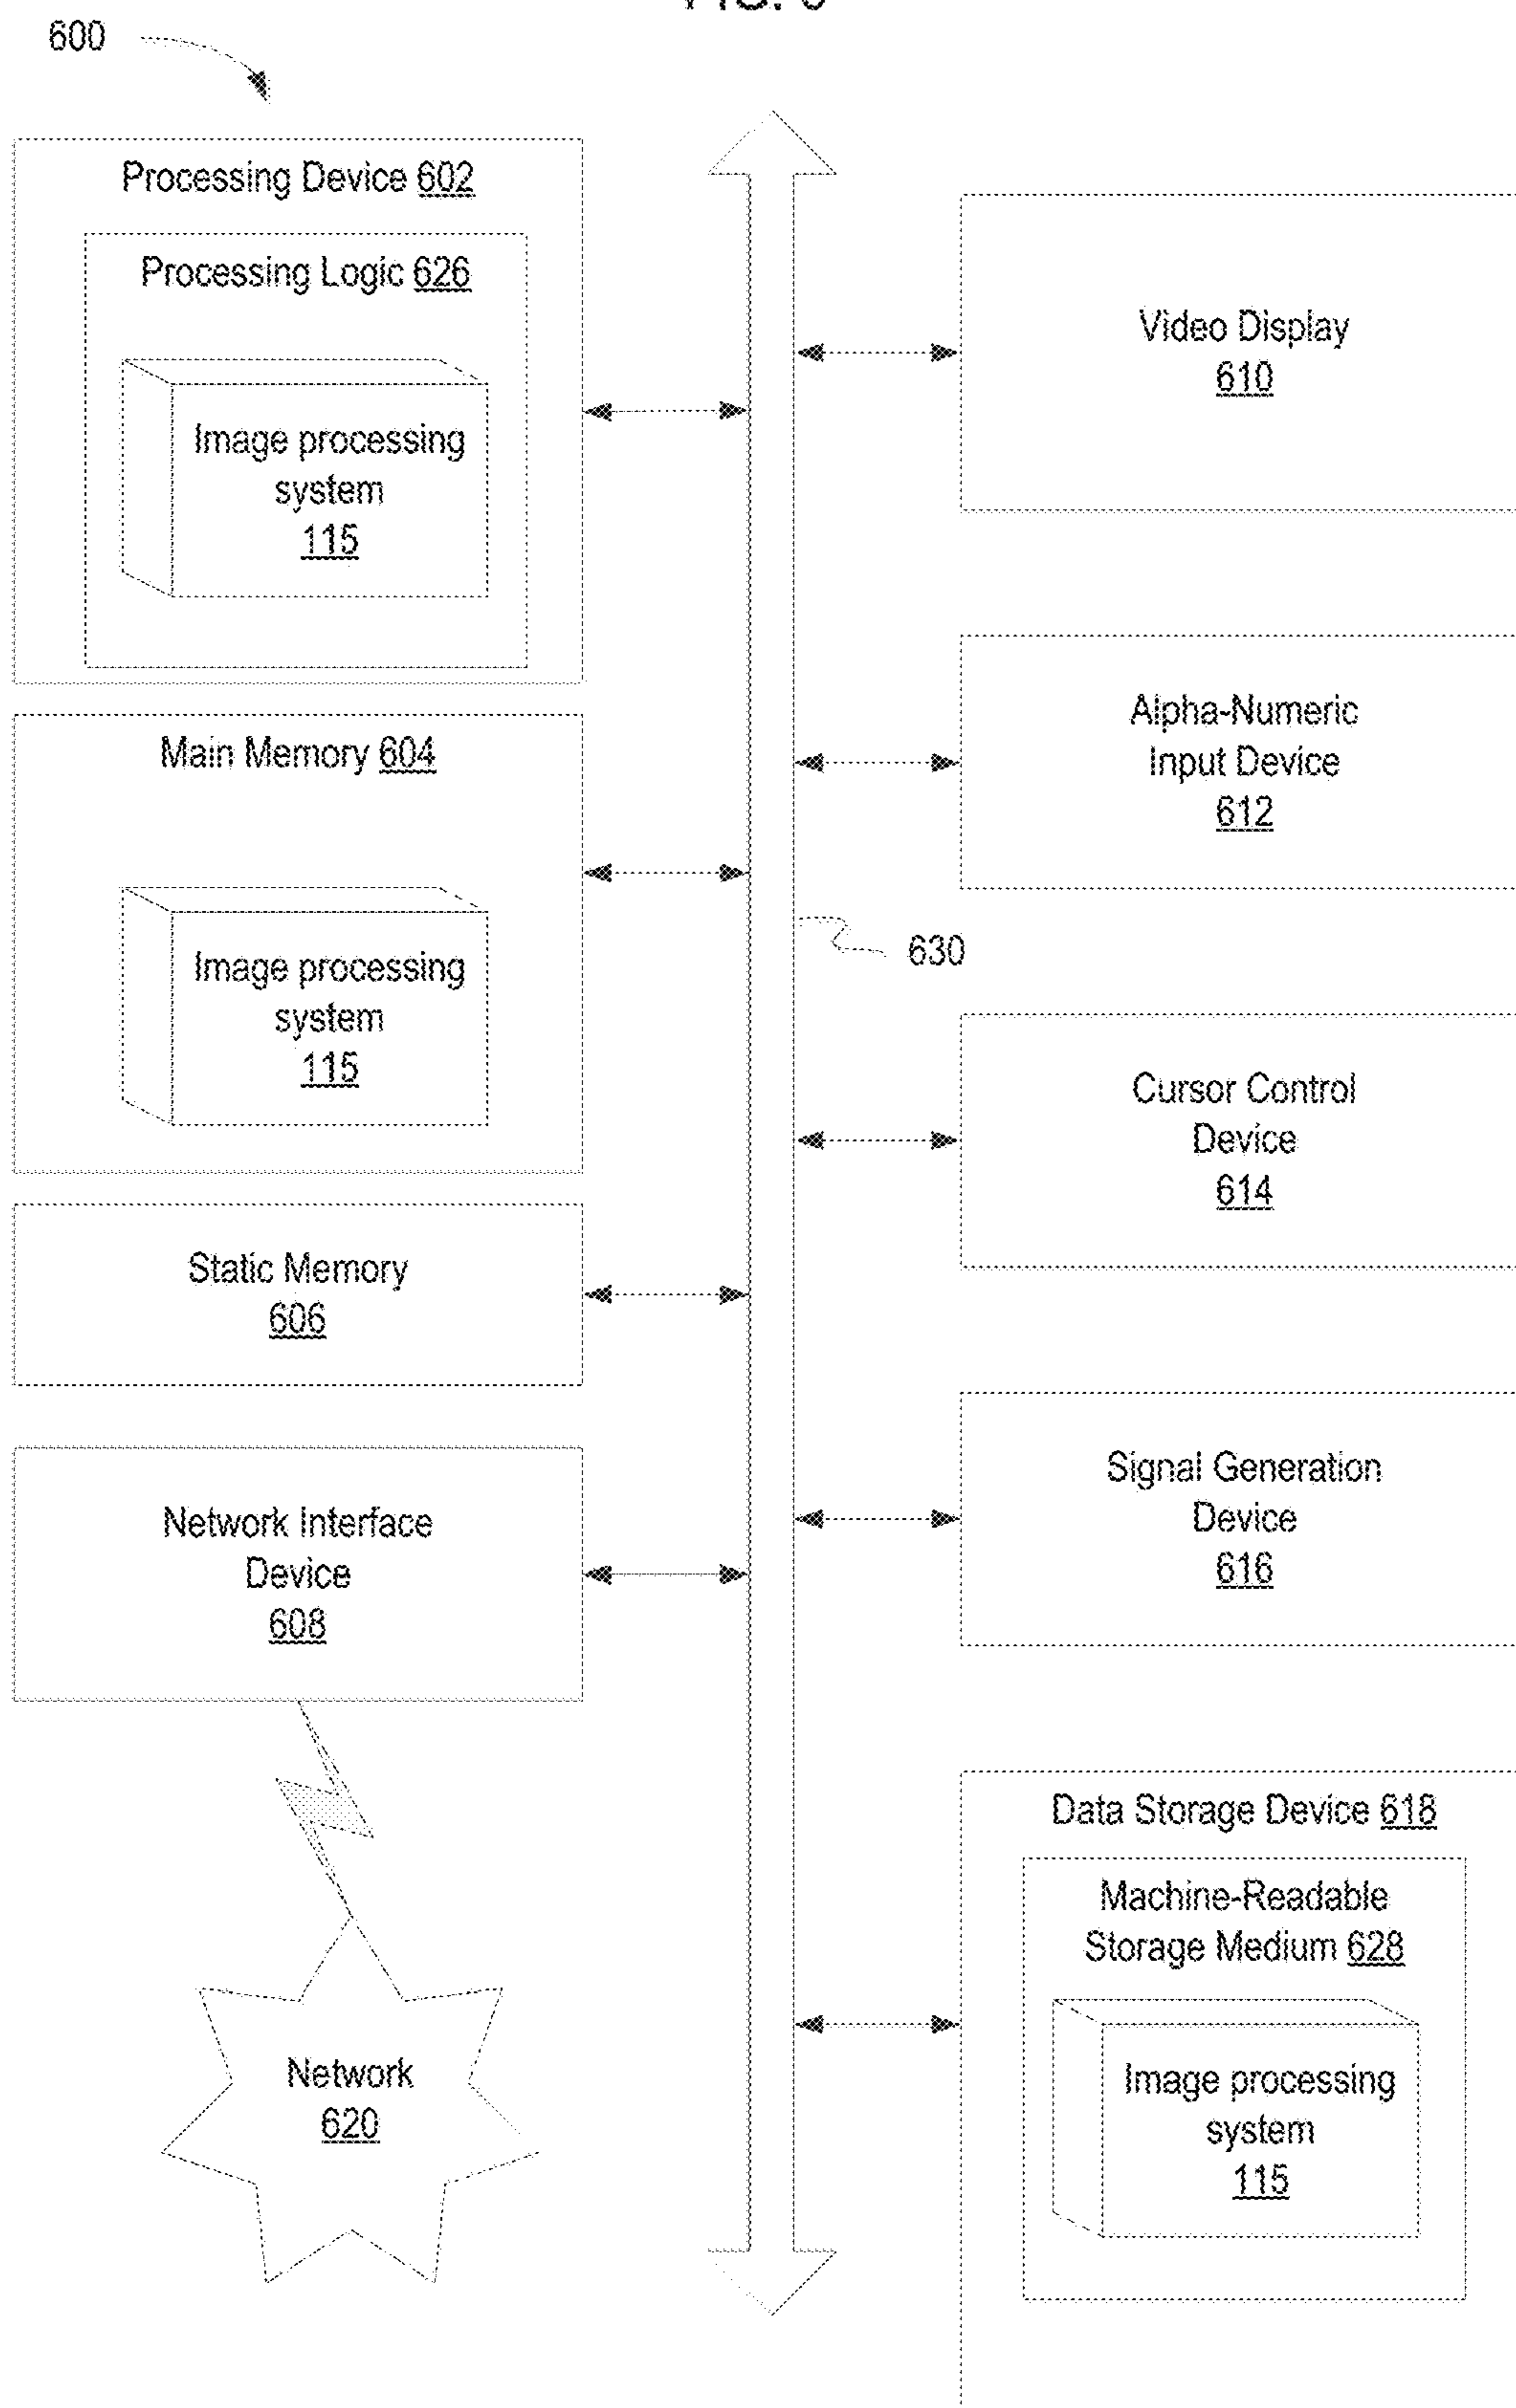 600
Processing Device 602
Processing Logic 626
Image processing
system
115
Main Memory 604
Image processing
system
115
Static Memory
606
Network Interface
Device
608
Network
620
630
Video Display
610
Alpha-Numeric
Input Device
612
Cursor Control
Device
614
Signal Generation
Device
616
Data Storage Device 618
Machine-Readable
Storage Medium 628
Image processing
system
115